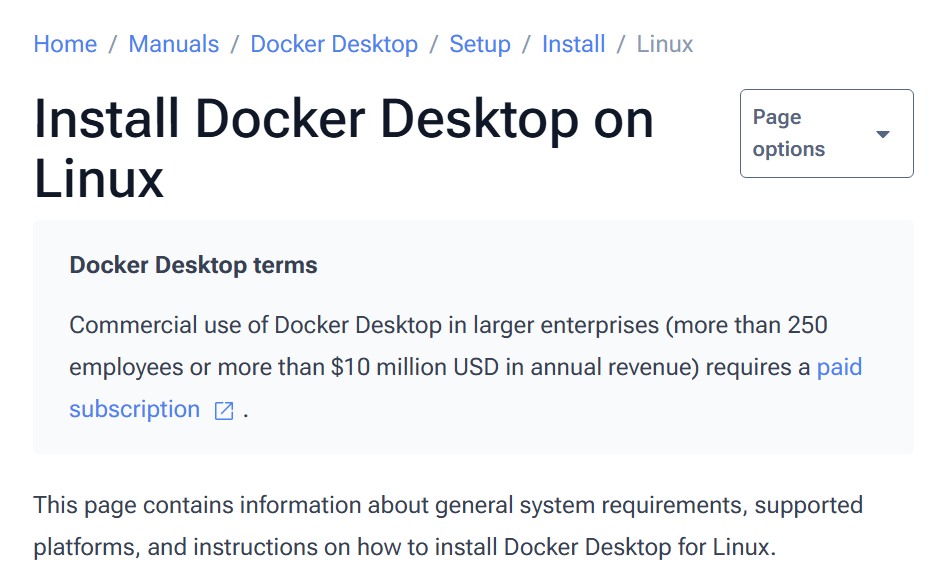 Home / Manuals / Docker Desktop / Setup / Install / Linux
Install Docker Desktop on
Linux
Page
options
Docker Desktop terms
Commercial use of Docker Desktop in larger enterprises (more than 250
employees or more than $10 million USD in annual revenue) requires a paid
subscription .
This page contains information about general system requirements, supported
platforms, and instructions on how to install Docker Desktop for Linux.